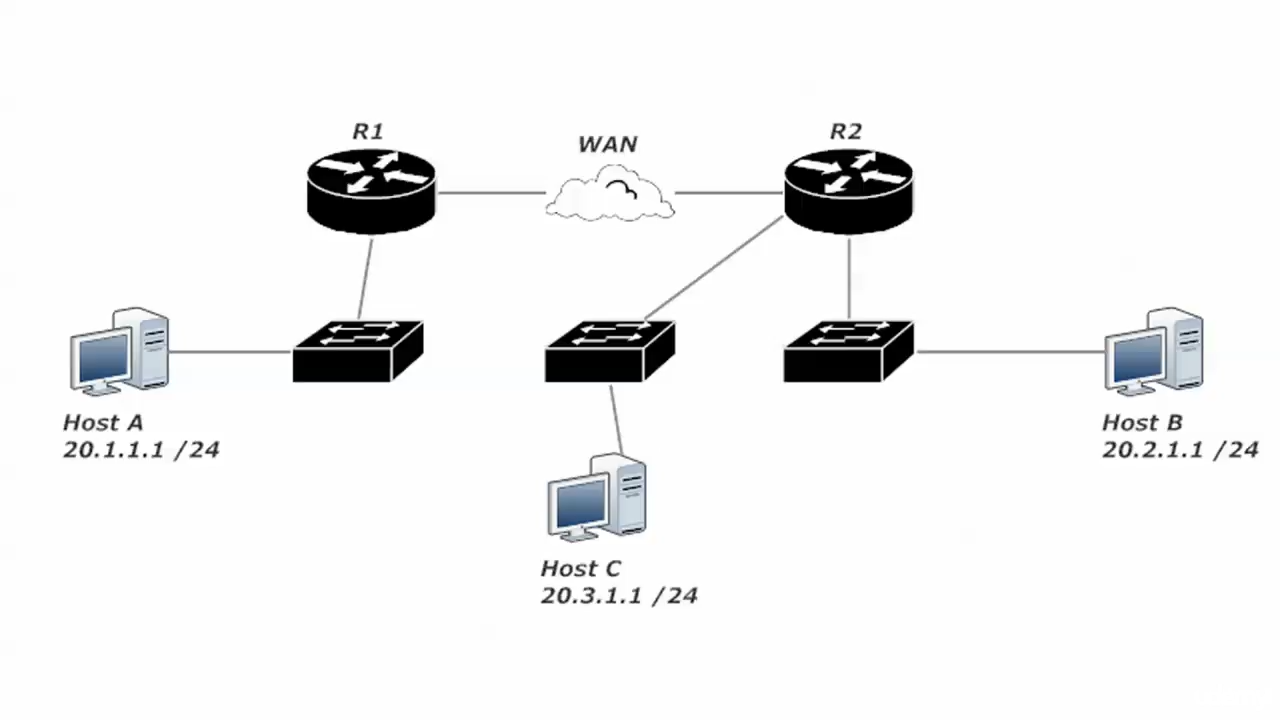 R1
WAN
R2
Host A
20.1.1.1 /24
Host B
20.2.1.1 /24
Host C
20.3.1.1 /24